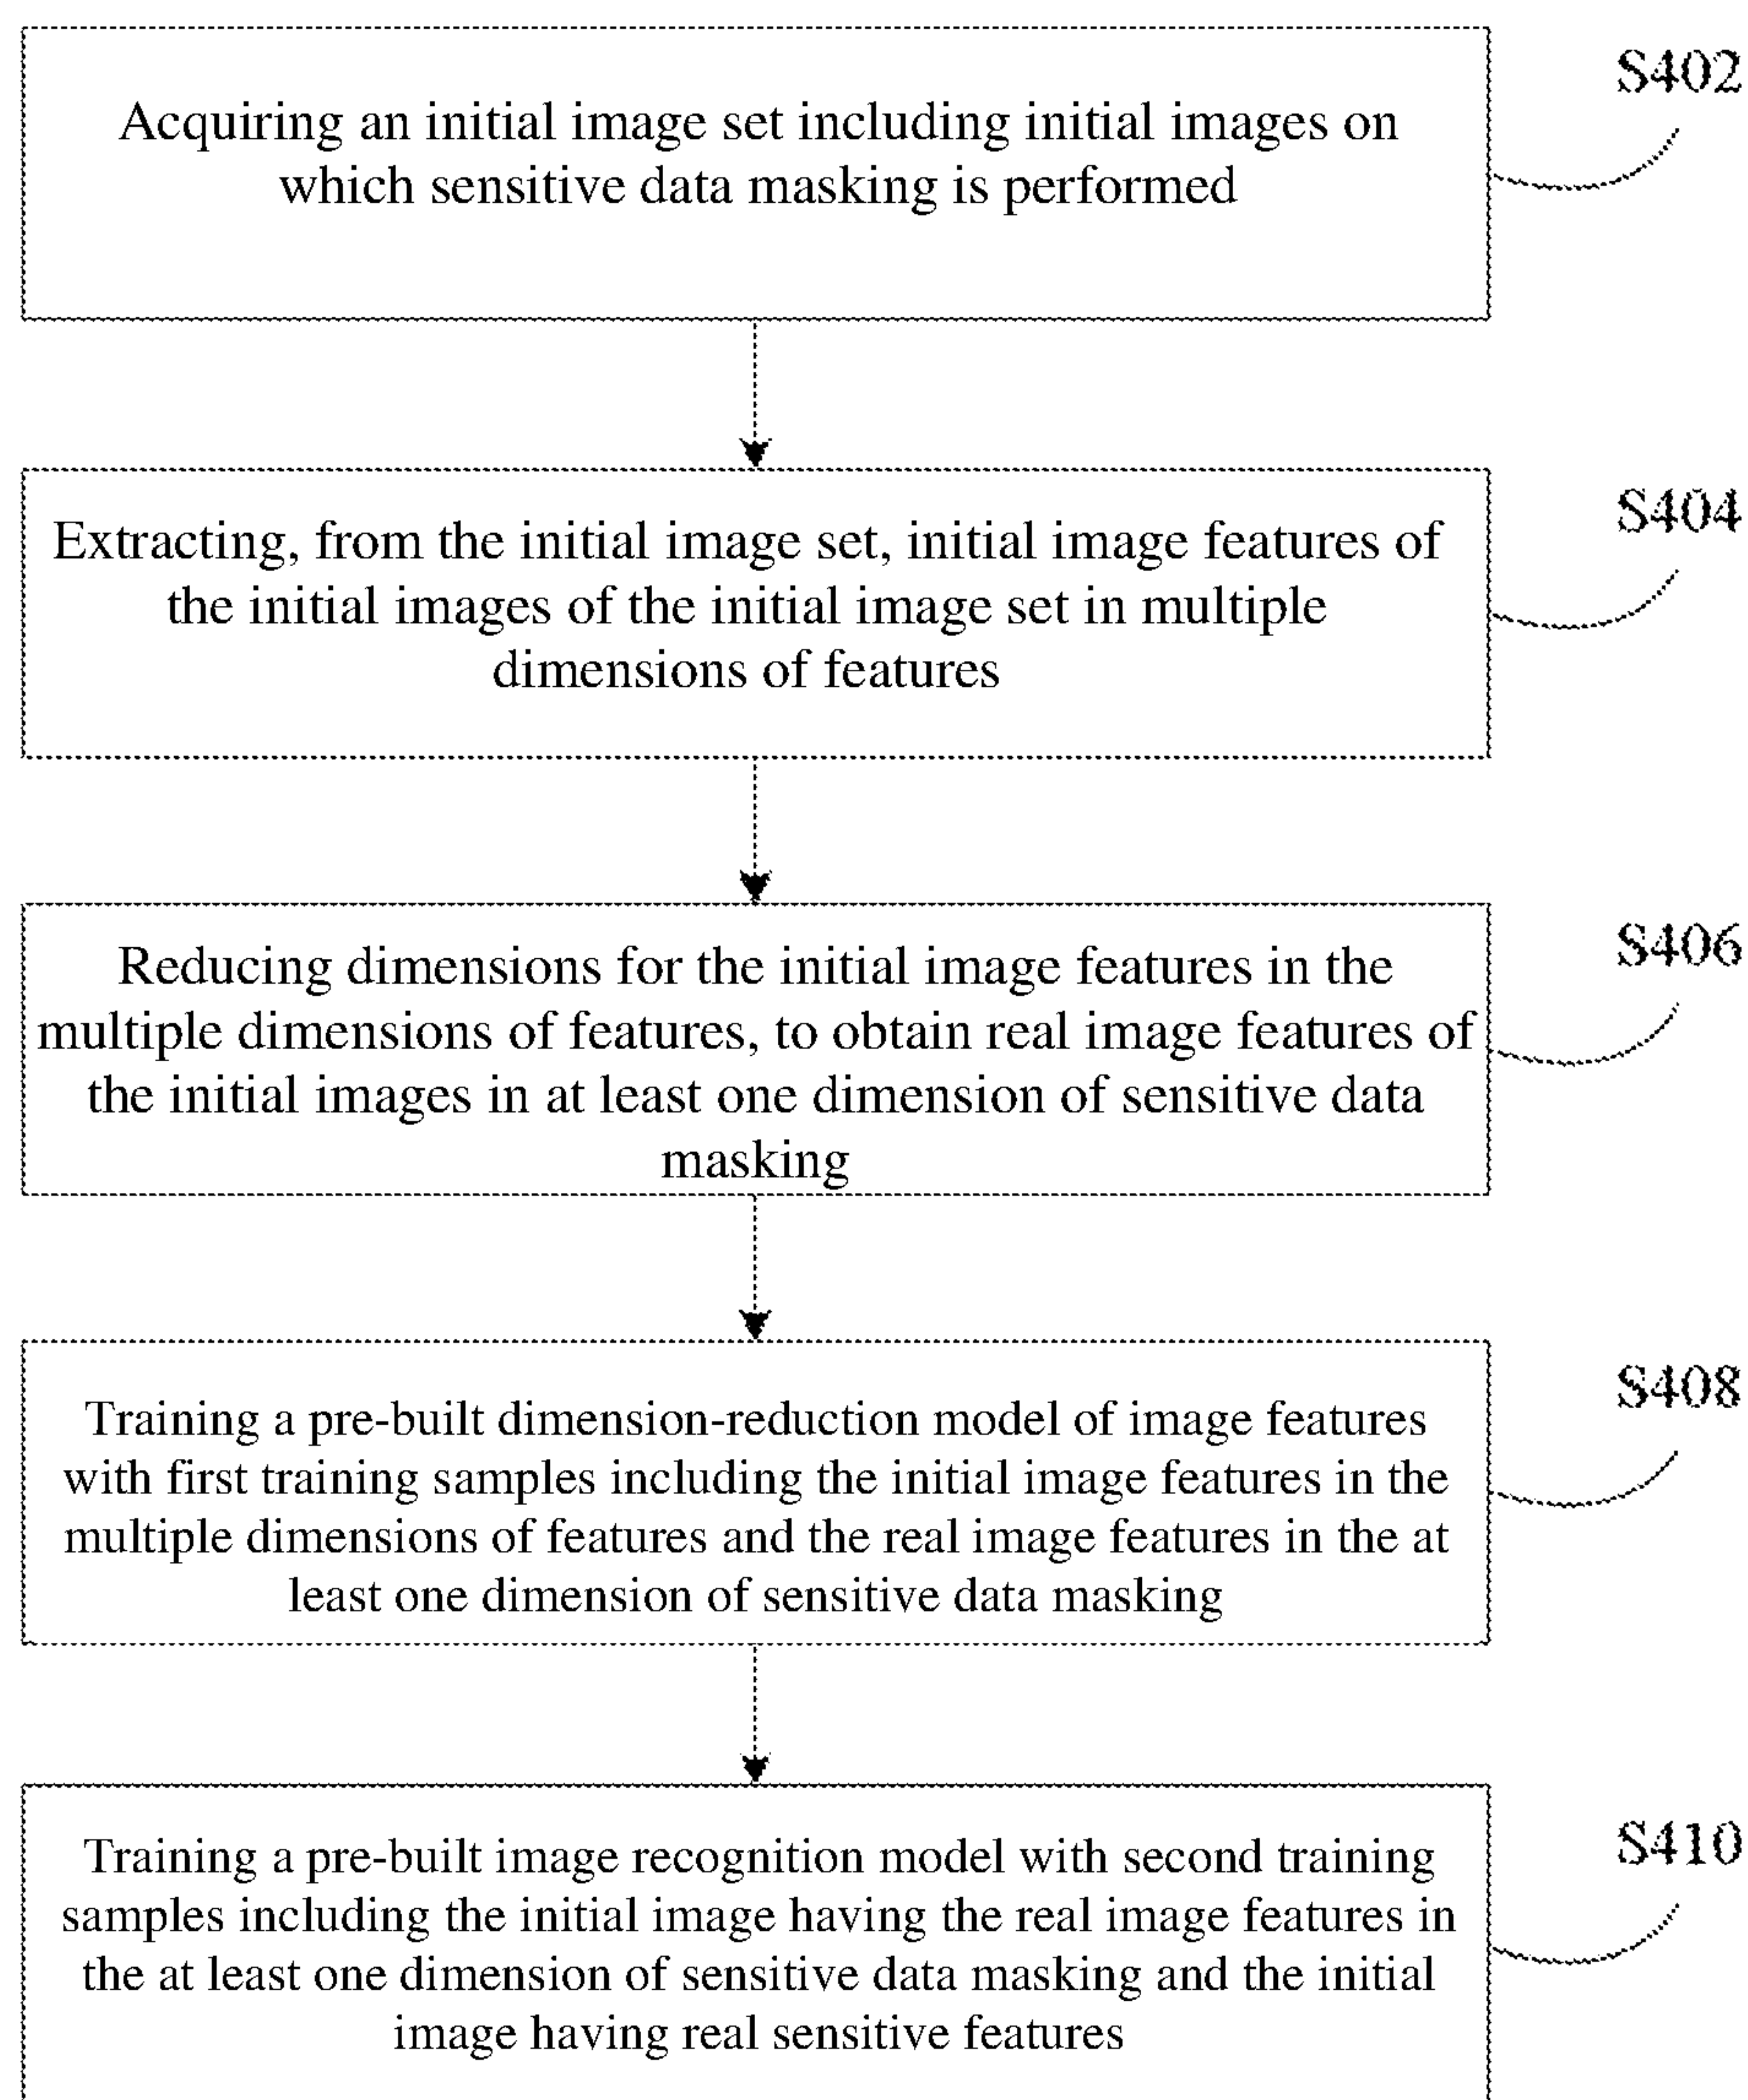 S402
Acquiring an initial image set including initial images on
which sensitive data masking is performed
S404
Extracting, from the initial image set, initial image features of
the initial images of the initial image set in multiple
dimensions of features
S406
Reducing dimensions for the initial image features in the
multiple dimensions of features, to obtain real image features of
the initial images in at least one dimension of sensitive data
masking
S408
Training a pre-built dimension-reduction model of image features
with first training samples including the initial image features in the
multiple dimensions of features and the real image features in the at
least one dimension of sensitive data masking
S410
Training a pre-built image recognition model with second training
samples including the initial image having the real image features in
the at least one dimension of sensitive data masking and the initial
image having real sensitive features